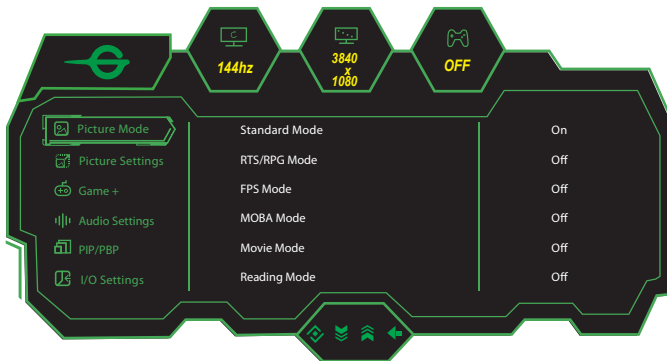 144hz
3840
x
1080
OFF
Picture Mode
Standard Mode On
Picture Settings
RTS/RPG Mode Off
Game +
FPS Mode Off
Audio Settings
MOBA Mode Off
PIP/PBP
Movie Mode Off
I/O Settings
Reading Mode Off